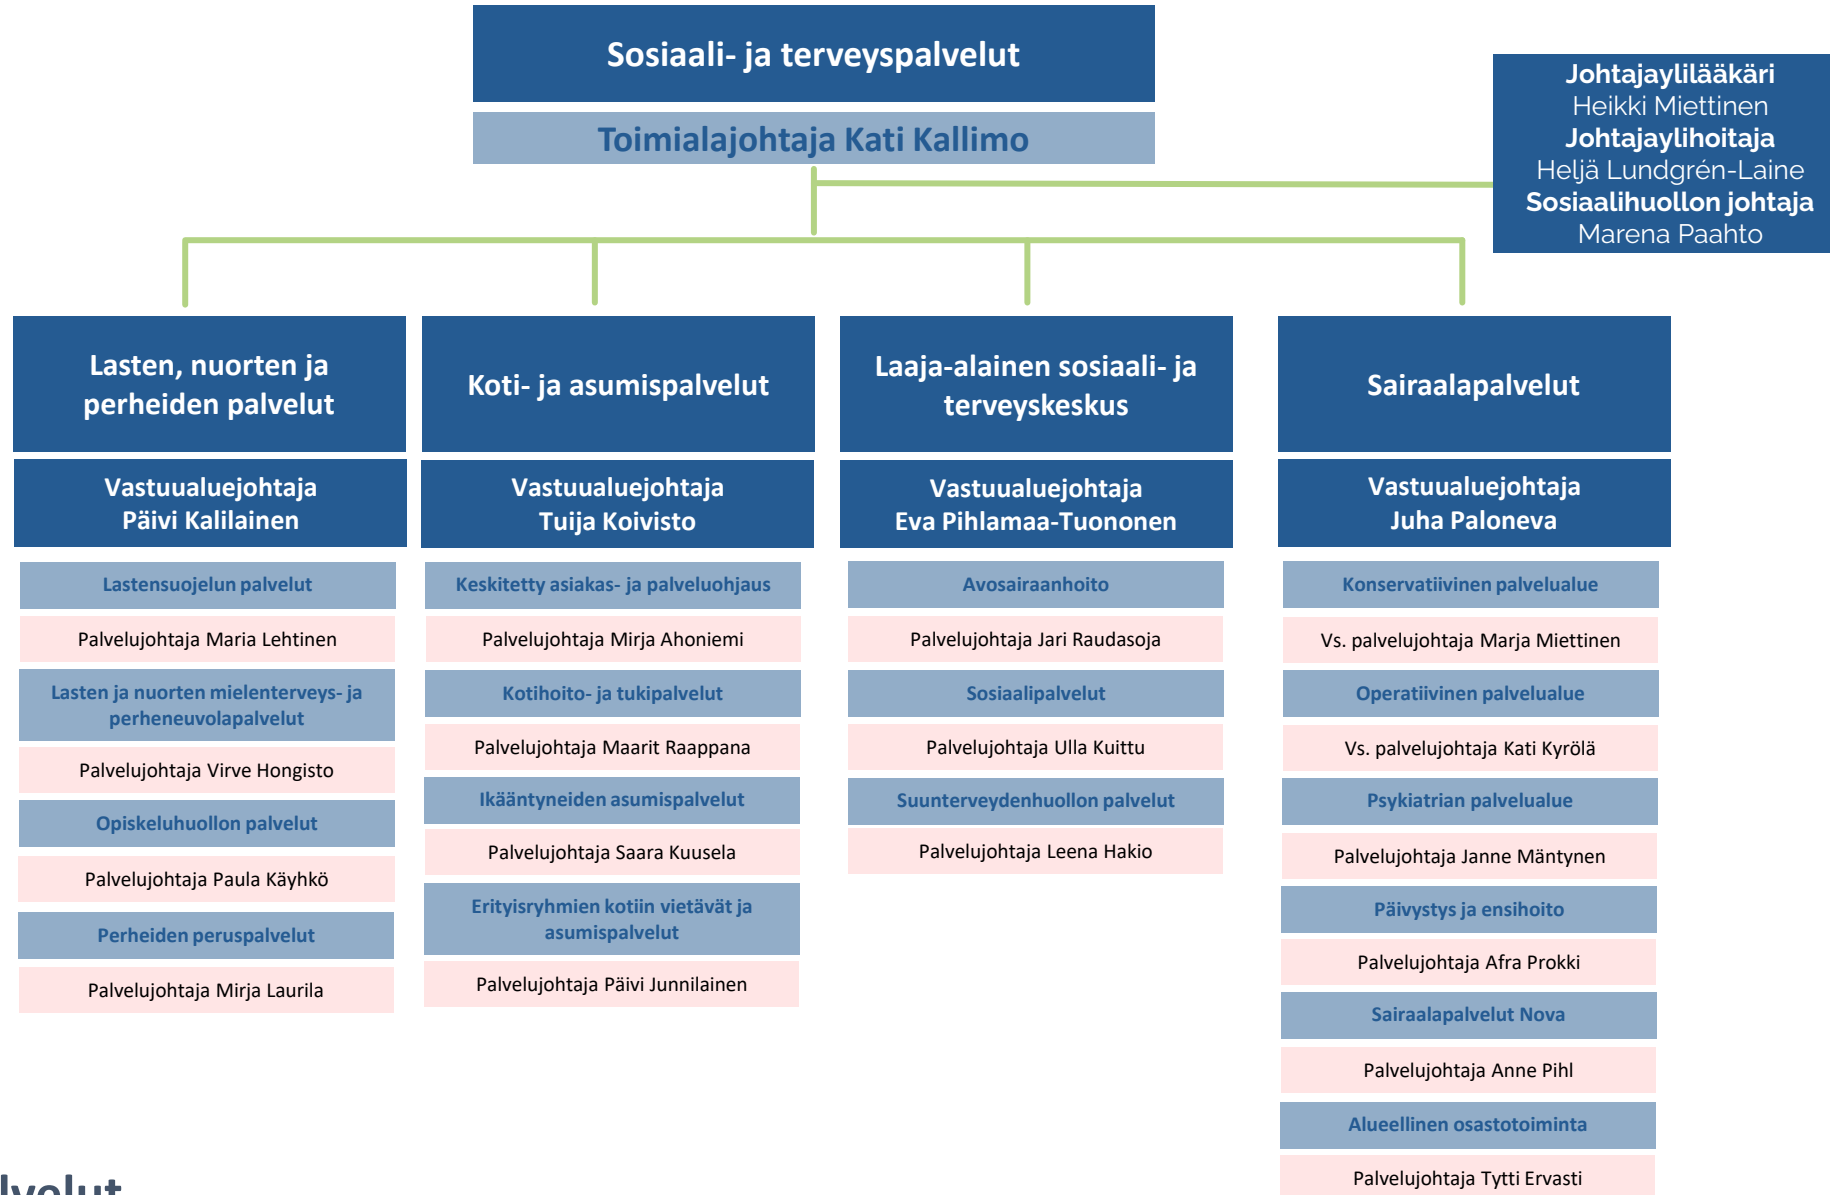 Sosiaali- ja terveyspalvelut
Toimialajohtaja Kati Kallimo
Johtajaylilääkäri
Heikki Miettinen
Johtajaylihoitaja
Heljä Lundgrén-Laine
Sosiaalihuollon johtaja
Marena Paahto
Lasten, nuorten ja
perheiden palvelut
Vastuualuejohtaja
Päivi Kalilainen
Lastensuojelun palvelut
Palvelujohtaja Maria Lehtinen
Lasten ja nuorten mielenterveys- ja
perheneuvolapalvelut
Palvelujohtaja Virve Hongisto
Opiskeluhuollon palvelut
Palvelujohtaja Paula Käyhkö
Perheiden peruspalvelut
Palvelujohtaja Mirja Laurila
Koti- ja asumispalvelut
Vastuualuejohtaja
Tuija Koivisto
Keskitetty asiakas- ja palveluohjaus
Palvelujohtaja Mirja Ahoniemi
Kotihoito- ja tukipalvelut
Palvelujohtaja Maarit Raappana
Ikääntyneiden asumispalvelut
Palvelujohtaja Saara Kuusela
Erityisryhmien kotiin vietävät ja
asumispalvelut
Palvelujohtaja Päivi Junnilainen
Laaja-alainen sosiaali- ja
terveyskeskus
Vastuualuejohtaja
Eva Pihlamaa-Tuononen
Avosairaanhoito
Palvelujohtaja Jari Raudasoja
Sosiaalipalvelut
Palvelujohtaja Ulla Kuittu
Suunterveydenhuollon palvelut
Palvelujohtaja Leena Hakio
Sairaalapalvelut
Vastuualuejohtaja
Juha Paloneva
Konservatiivinen palvelualue
Vs. palvelujohtaja Marja Miettinen
Operatiivinen palvelualue
Vs. palvelujohtaja Kati Kyrölä
Psykiatrian palvelualue
Palvelujohtaja Janne Mäntynen
Päivystys ja ensihoito
Palvelujohtaja Afra Prokki
Sairaalapalvelut Nova
Palvelujohtaja Anne Pihl
Alueellinen osastotoiminta
Palvelujohtaja Tytti Ervasti